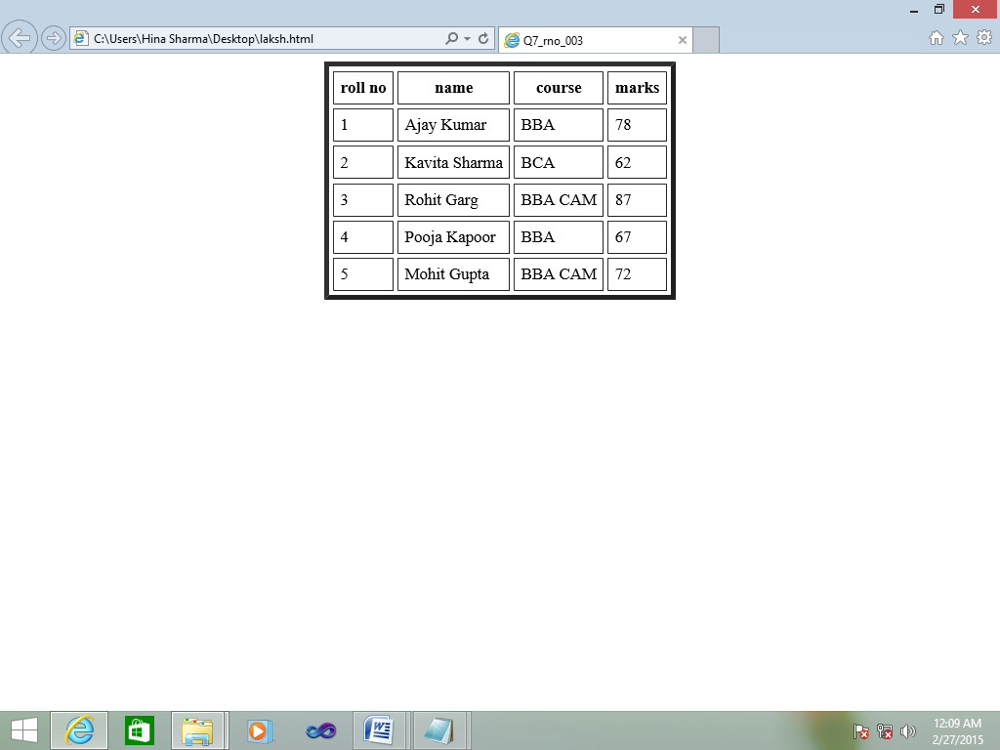 C:\Users\Hina Sharma\Desktop\laksh.html
Q7_rno_003
roll no name course marks
1 Ajay Kumar BBA 78
2 Kavita Sharma BCA 62
3 Rohit Garg BBA CAM 87
4 Pooja Kapoor BBA 67
5 Mohit Gupta BBA CAM 72
12:09 AM
2/27/2015